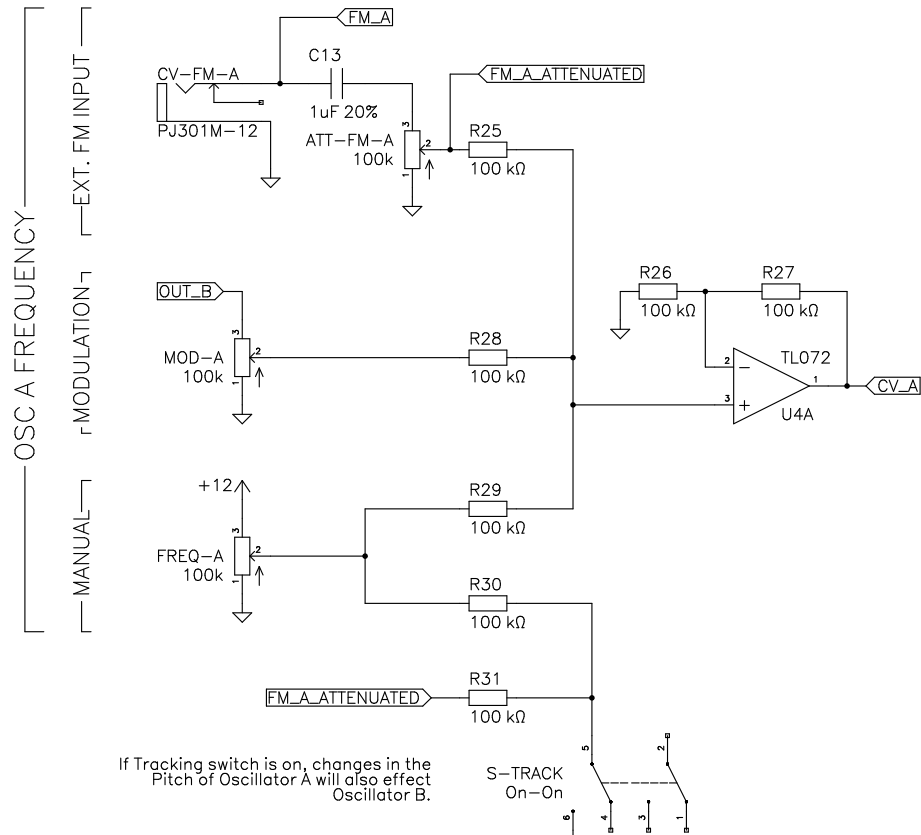 OSC A FREQUENCY
EXT. FM INPUT
FM_A
C13
1uF 20%
CV-FM-A
PJ301M-12
FM_A_ATTENUATED
ATT-FM-A
100k
3
2
1
R25
100 kΩ
MODULATION
OUT_B
MOD-A
100k
3
2
1
R28
100 kΩ
R26
100 kΩ
R27
100 kΩ
TL072
2
−
3
+
1
U4A
CV_A
MANUAL
+12
FREQ-A
100k
3
2
1
R29
100 kΩ
R30
100 kΩ
FM_A_ATTENUATED
R31
100 kΩ
If Tracking switch is on, changes in the
Pitch of Oscillator A will also effect
Oscillator B.
S-TRACK
On-On
5
2
6
4
3
1